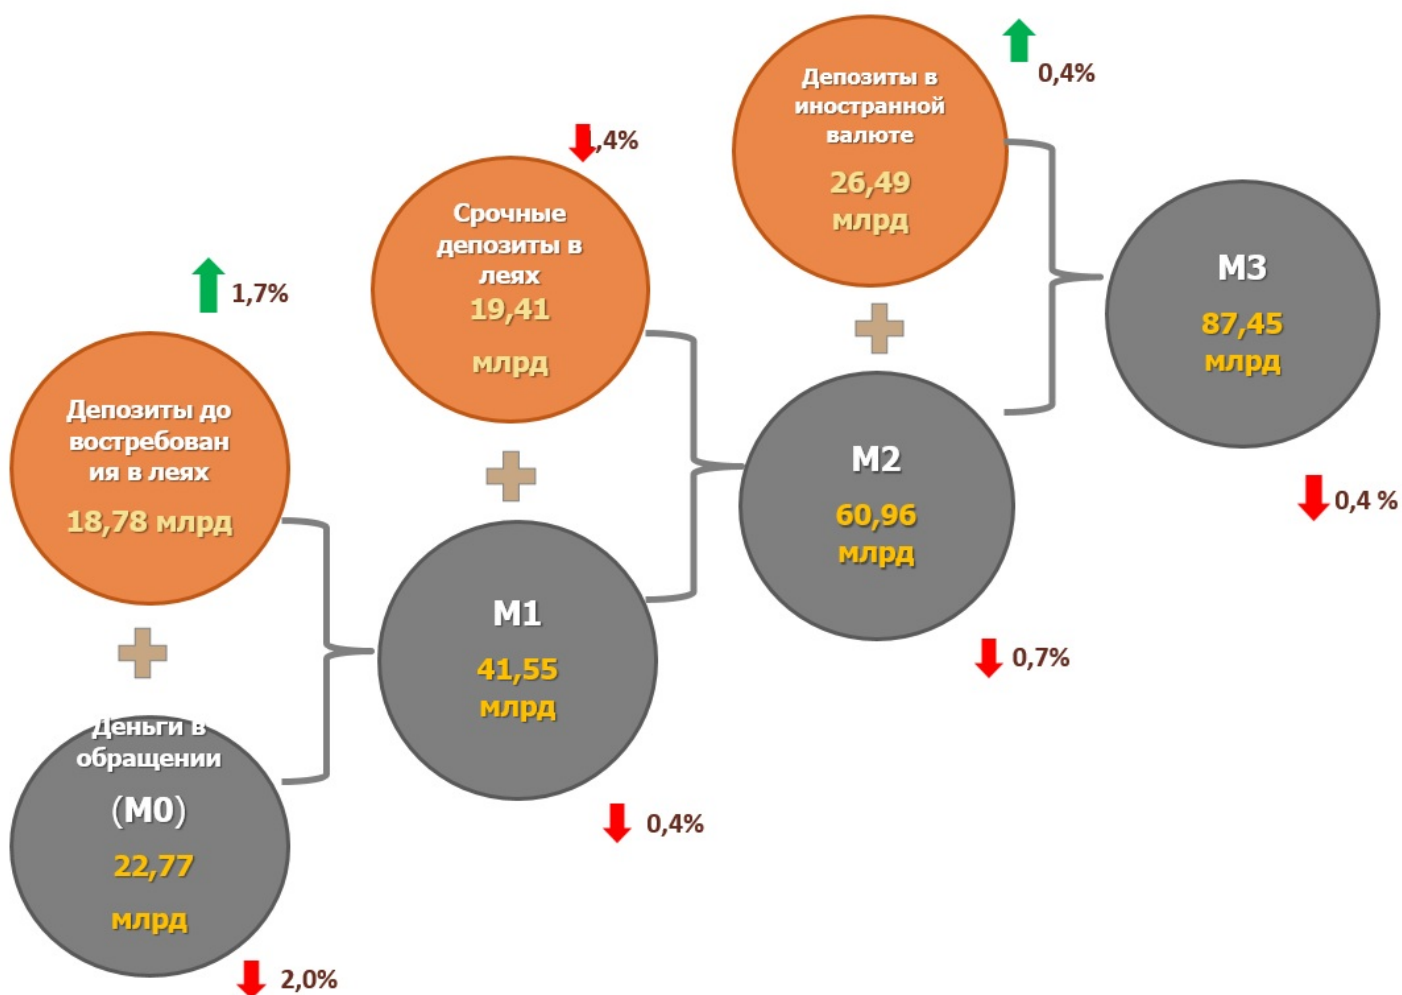 0,4%
Депозиты в
иностранной
валюте
26,49
млрд
,4%
Срочные
депозиты в
леях
19,41
млрд
M3
87,45
млрд
0,4 %
1,7%
Депозиты до
востребован
ия в леях
18,78 млрд
M2
60,96
млрд
0,7%
M1
41,55
млрд
0,4%
Деньги в
обращении
(M0)
22,77
млрд
2,0%